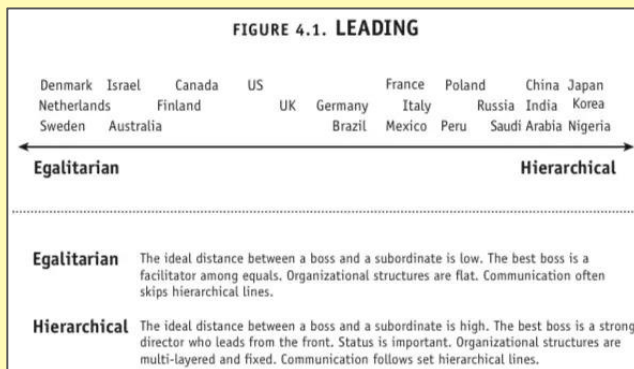 FIGURE 4.1. LEADING
Denmark Israel Canada US France Poland China Japan
Netherlands Finland UK Germany Italy Russia India Korea
Sweden Australia Brazil Mexico Peru Saudi Arabia Nigeria
Egalitarian Hierarchical
Egalitarian The ideal distance between a boss and a subordinate is low. The best boss is a
facilitator among equals. Organizational structures are flat. Communication often
skips hierarchical lines.
Hierarchical The ideal distance between a boss and a subordinate is high. The best boss is a strong
director who leads from the front. Status is important. Organizational structures are
multi-layered and fixed. Communication follows set hierarchical lines.